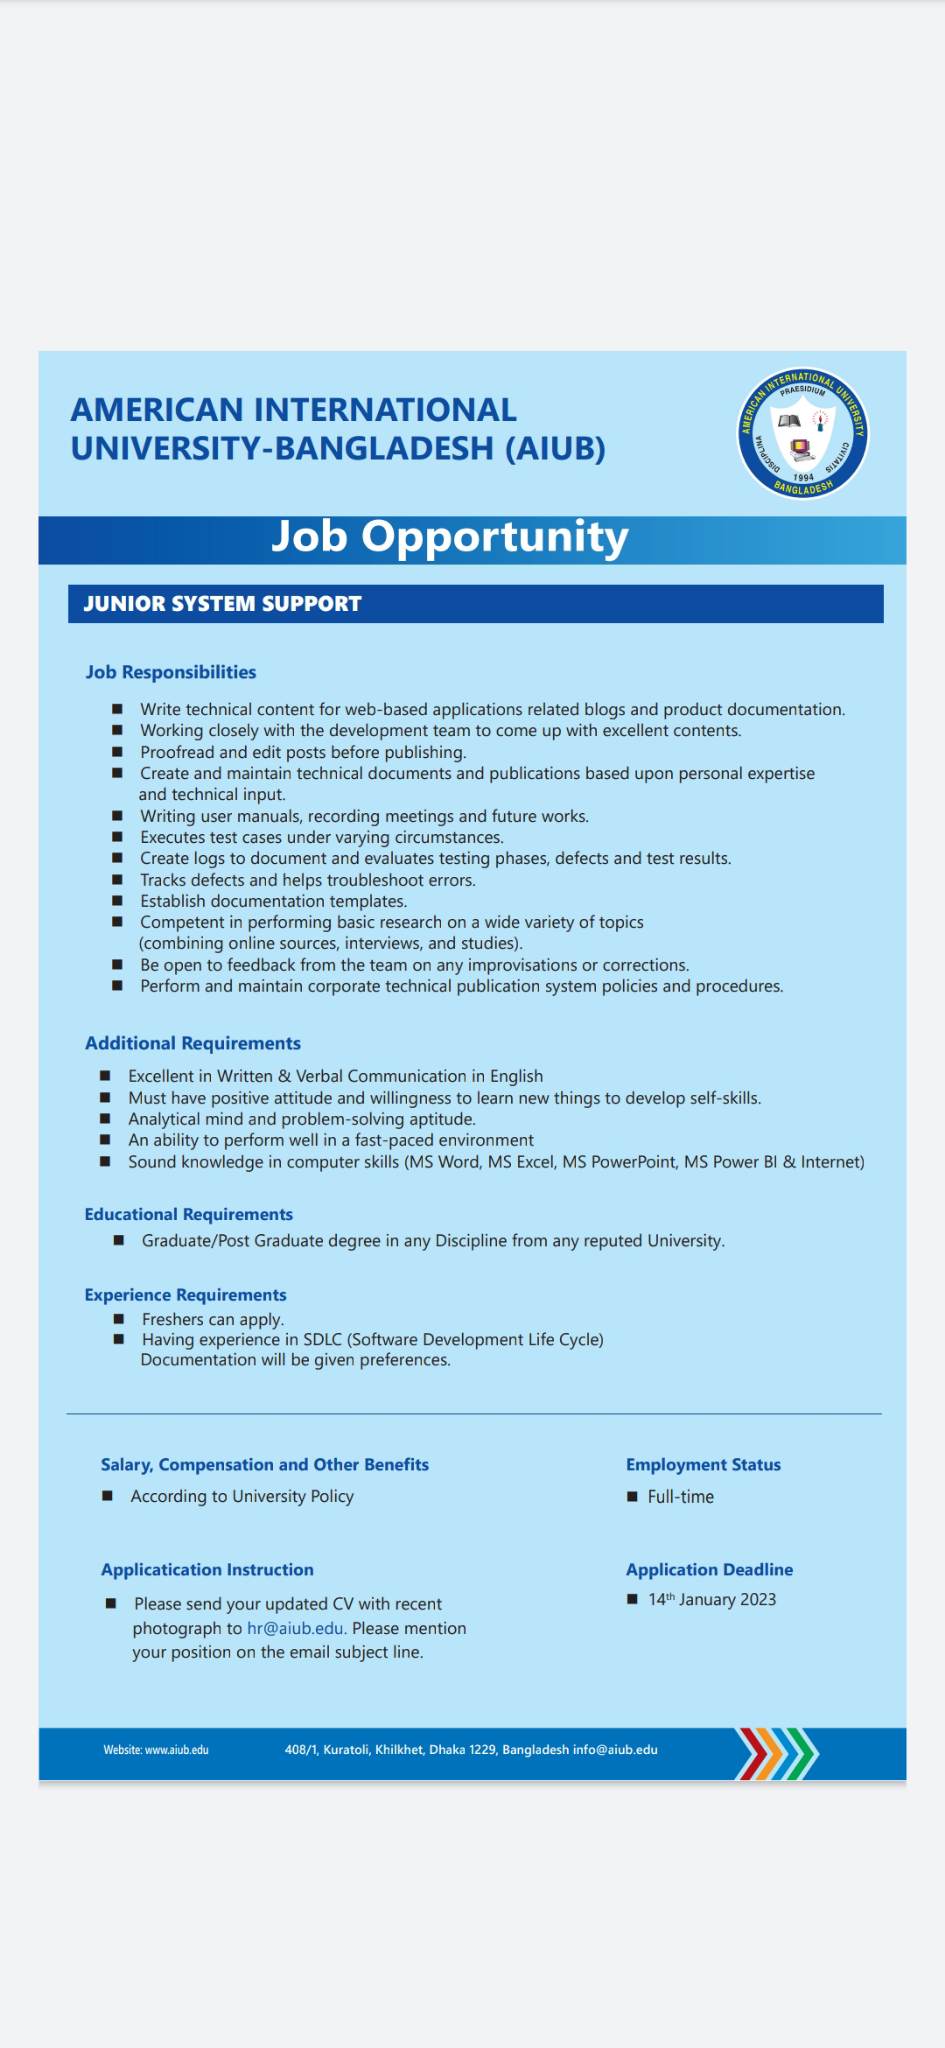 AMERICAN INTERNATIONAL
UNIVERSITY-BANGLADESH (AIUB)
AMERICAN INTERNATIONAL UNIVERSITY
PRAESIDIUM
DISCIPLINA
CIVITATIS
1994
BANGLADESH
Job Opportunity
JUNIOR SYSTEM SUPPORT
Job Responsibilities
■ Write technical content for web-based applications related blogs and product documentation.
■ Working closely with the development team to come up with excellent contents.
■ Proofread and edit posts before publishing.
■ Create and maintain technical documents and publications based upon personal expertise
and technical input.
■ Writing user manuals, recording meetings and future works.
■ Executes test cases under varying circumstances.
■ Create logs to document and evaluates testing phases, defects and test results.
■ Tracks defects and helps troubleshoot errors.
■ Establish documentation templates.
■ Competent in performing basic research on a wide variety of topics
(combining online sources, interviews, and studies).
■ Be open to feedback from the team on any improvisations or corrections.
■ Perform and maintain corporate technical publication system policies and procedures.
Additional Requirements
■ Excellent in Written & Verbal Communication in English
■ Must have positive attitude and willingness to learn new things to develop self-skills.
■ Analytical mind and problem-solving aptitude.
■ An ability to perform well in a fast-paced environment
■ Sound knowledge in computer skills (MS Word, MS Excel, MS PowerPoint, MS Power BI & Internet)
Educational Requirements
■ Graduate/Post Graduate degree in any Discipline from any reputed University.
Experience Requirements
■ Freshers can apply.
■ Having experience in SDLC (Software Development Life Cycle)
Documentation will be given preferences.
Salary, Compensation and Other Benefits
■ According to University Policy
Employment Status
■ Full-time
Applicatication Instruction
■ Please send your updated CV with recent
photograph to hr@aiub.edu. Please mention
your position on the email subject line.
Application Deadline
■ 14th January 2023
Website: www.aiub.edu
408/1, Kuratoli, Khilkhet, Dhaka 1229, Bangladesh info@aiub.edu